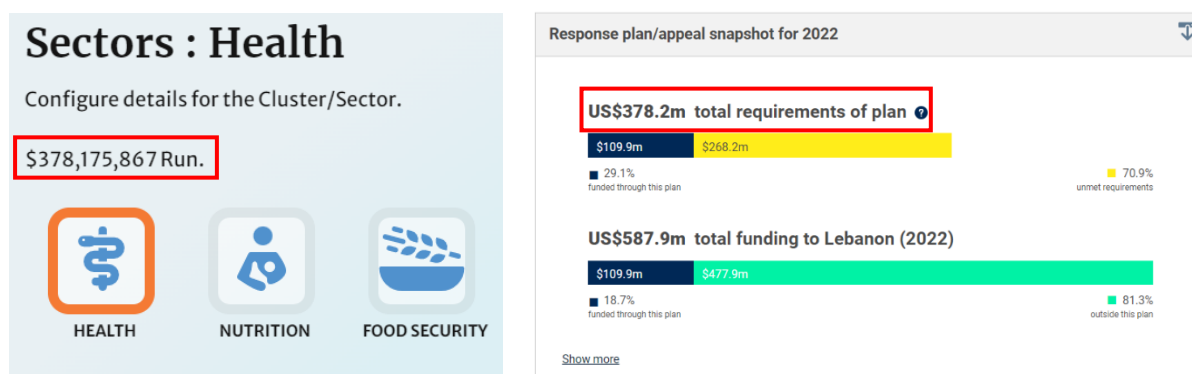 Sectors : Health
Configure details for the Cluster/Sector.
$378,175,867 Run.
HEALTH
NUTRITION
FOOD SECURITY
Response plan/appeal snapshot for 2022
US$378.2m total requirements of plan ?
$109.9m
$268.2m
29.1%
funded through this plan
70.9%
unmet requirements
US$587.9m total funding to Lebanon (2022)
$109.9m
$477.9m
18.7%
funded through this plan
81.3%
outside this plan
Show more